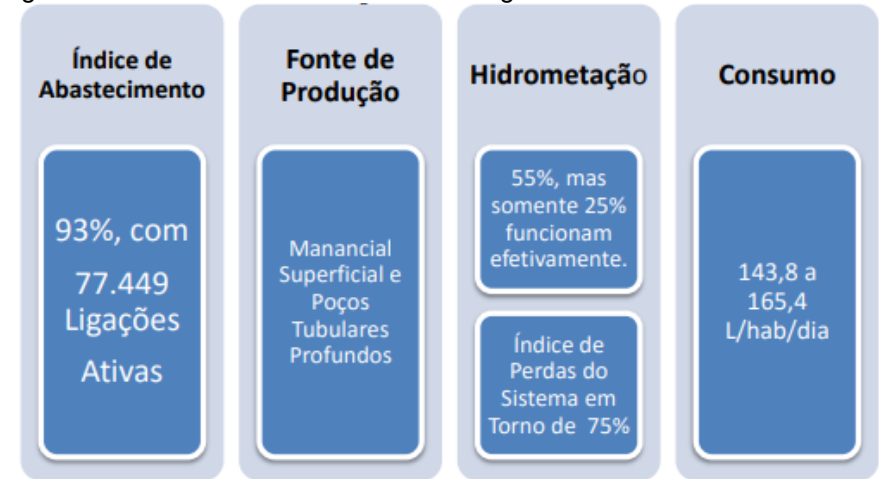 Índice de
Abastecimento
93%, com
77.449
Ligações
Ativas
Fonte de
Produção
Manancial
Superficial e
Poços
Tubulares
Profundos
Hidrometação
55%, mas
somente 25%
funcionam
efetivamente.
Índice de
Perdas do
Sistema em
Torno de 75%
Consumo
143,8 a
165,4
L/hab/dia